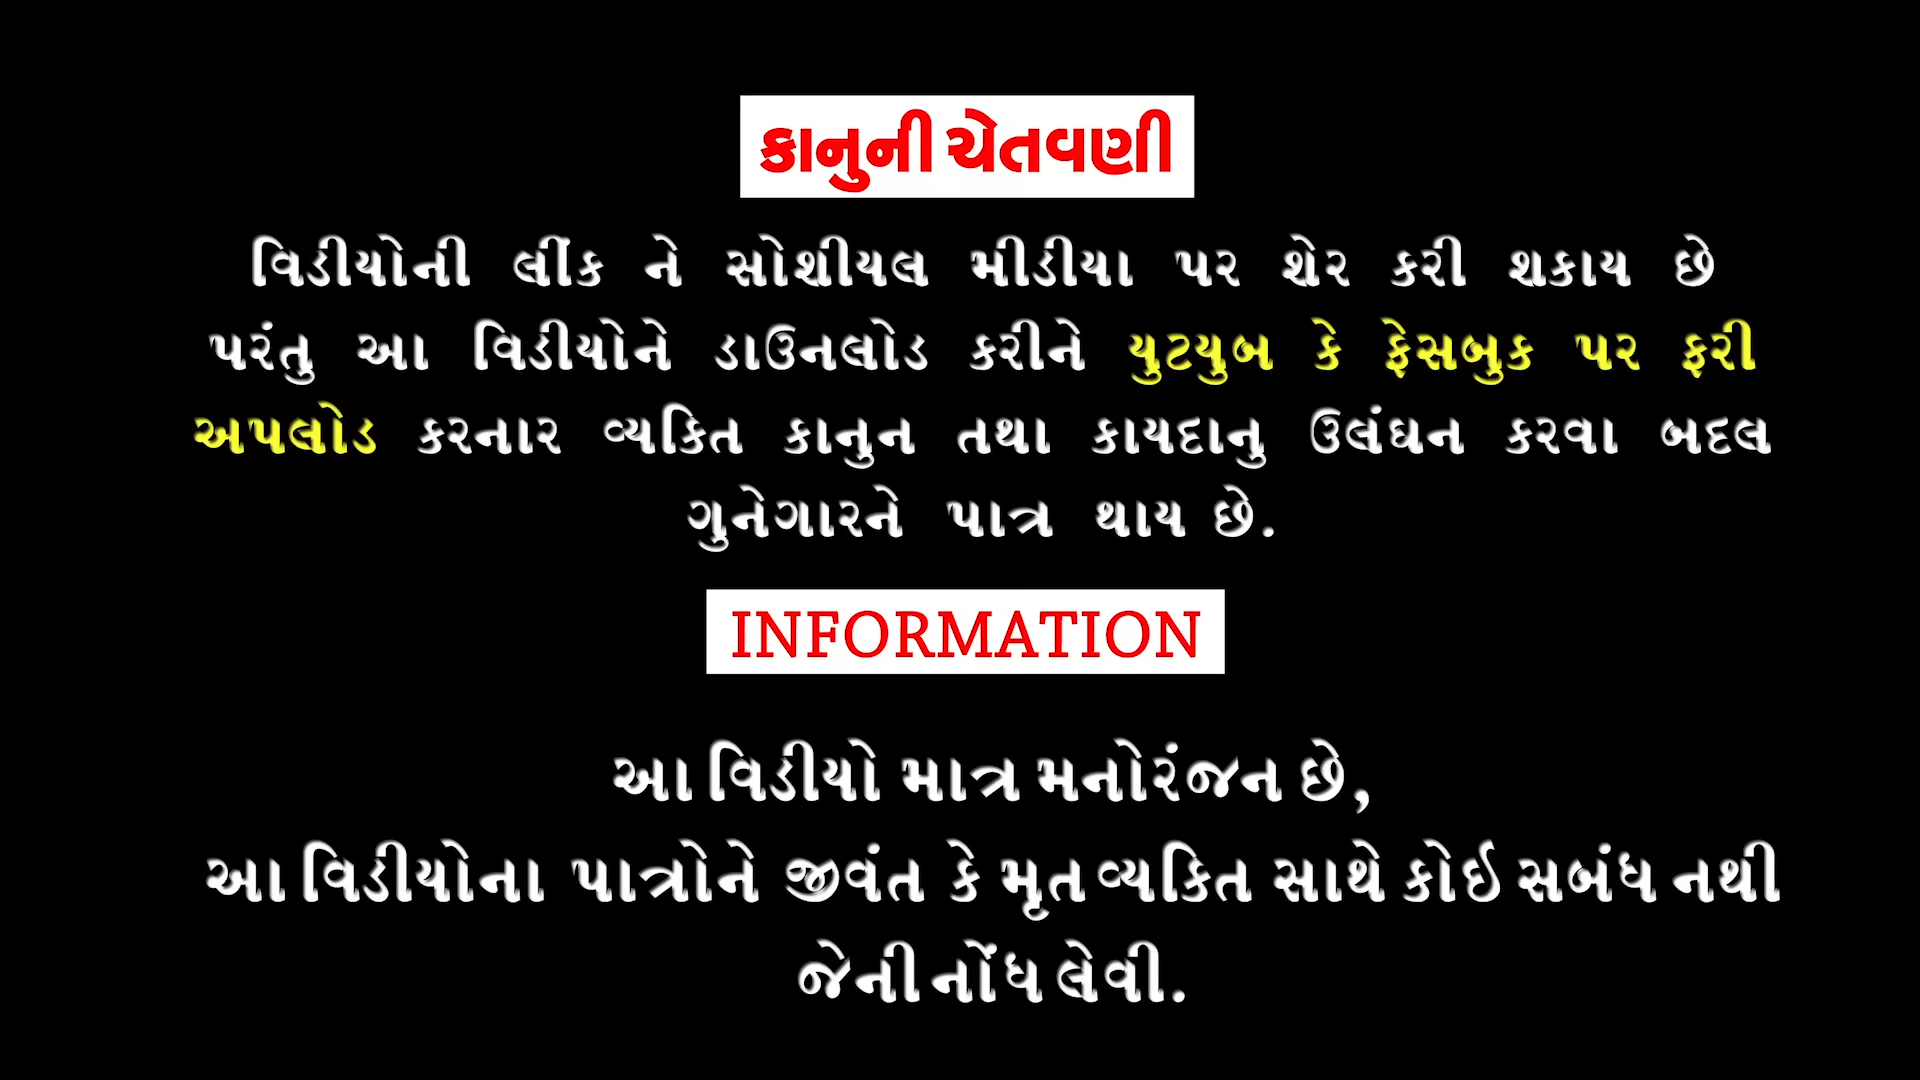 કાનુની ચેતવણી
વિડીયોની લીંક ને સોશીયલ મીડીયા પર શેર કરી શકાય છે
પરંતુ આ વિડીયોને ડાઉનલોડ કરીને યુટયુબ કે ફેસબુક પર ફરી
અપલોડ કરનાર વ્યકિત કાનુન તથા કાયદાનુ ઉલંઘન કરવા બદલ
ગુનેગારને પાત્ર થાય છે.
INFORMATION
આ વિડીયો માત્ર મનોરંજન છે,
આ વિડીયોના પાત્રોને જીવંત કે મૃત વ્યકિત સાથે કોઈ સબંધ નથી
જેની નોંધ લેવી.